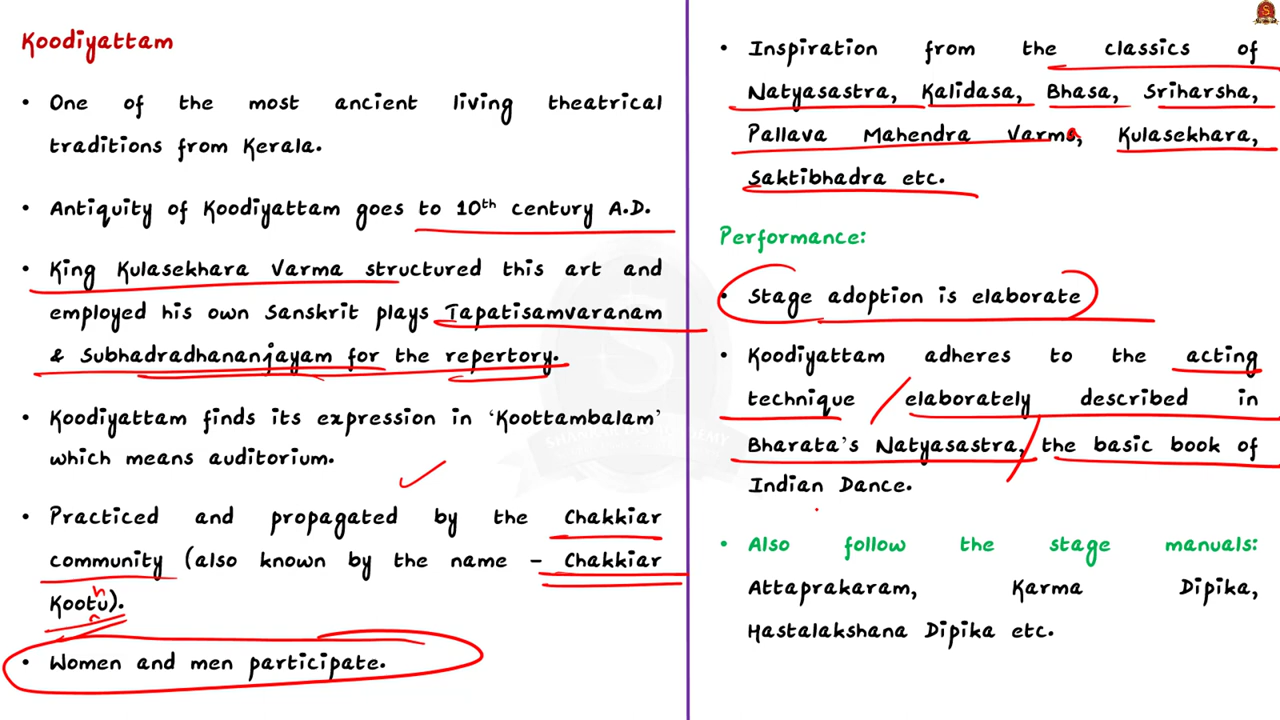 Koodiyattam
• One of the most ancient living theatrical
traditions from Kerala.
• Antiquity of Koodiyattam goes to 10th century A.D.
• King Kulasekhara Varma structured this art and
employed his own Sanskrit plays Tapatisamvaranam
& Subhadradhananjayam for the repertory.
• Koodiyattam finds its expression in ‘Koottambalam’
which means auditorium.
• Practiced and propagated by the Chakkiar
community (also known by the name – Chakkiar
Kootu).
h
• Women and men participate.
• Inspiration from the classics of
Natyasastra, Kalidasa, Bhasa, Sriharsha,
Pallava Mahendra Varma, Kulasekhara,
Saktibhadra etc.
Performance:
• Stage adoption is elaborate
• Koodiyattam adheres to the acting
technique elaborately described in
Bharata’s Natyasastra, the basic book of
Indian Dance.
• Also follow the stage manuals:
Attaprakaram, Karma Dipika,
Hastalakshana Dipika etc.